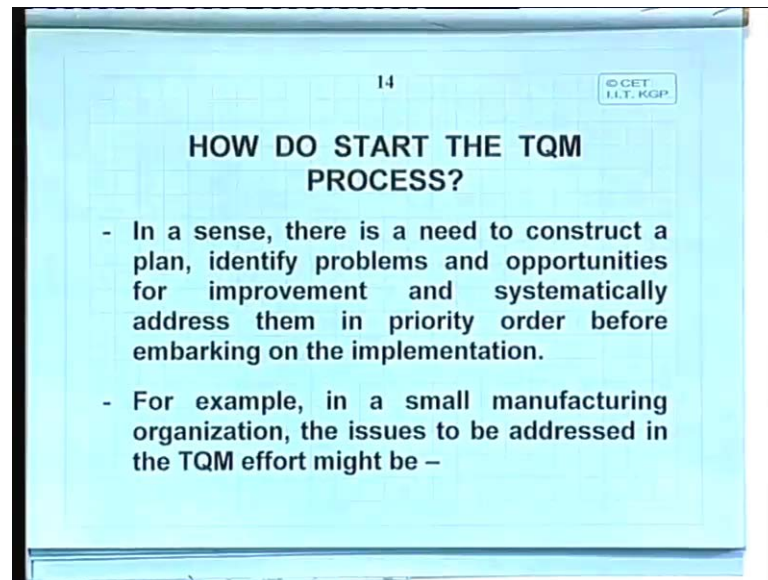 14
© CET
I.I.T. KGP
HOW DO START THE TQM
PROCESS?
- In a sense, there is a need to construct a
plan, identify problems and opportunities
for improvement and systematically
address them in priority order before
embarking on the implementation.
- For example, in a small manufacturing
organization, the issues to be addressed in
the TQM effort might be –